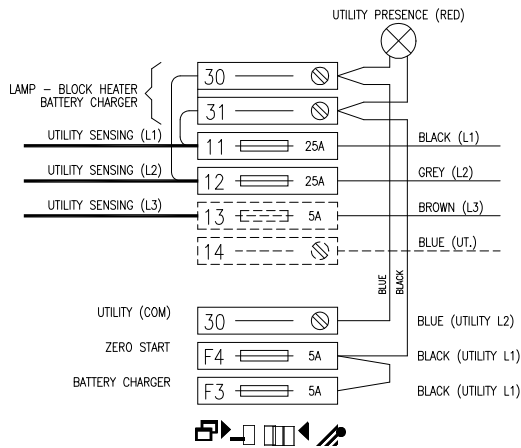 UTILITY PRESENCE (RED)
LAMP – BLOCK HEATER
BATTERY CHARGER
30
31
UTILITY SENSING (L1)
11
25A
BLACK (L1)
UTILITY SENSING (L2)
12
25A
GREY (L2)
UTILITY SENSING (L3)
13
5A
BROWN (L3)
14
BLUE (UT.)
BLUE
BLACK
UTILITY (COM)
30
BLUE (UTILITY L2)
ZERO START
F4
5A
BLACK (UTILITY L1)
BATTERY CHARGER
F3
5A
BLACK (UTILITY L1)